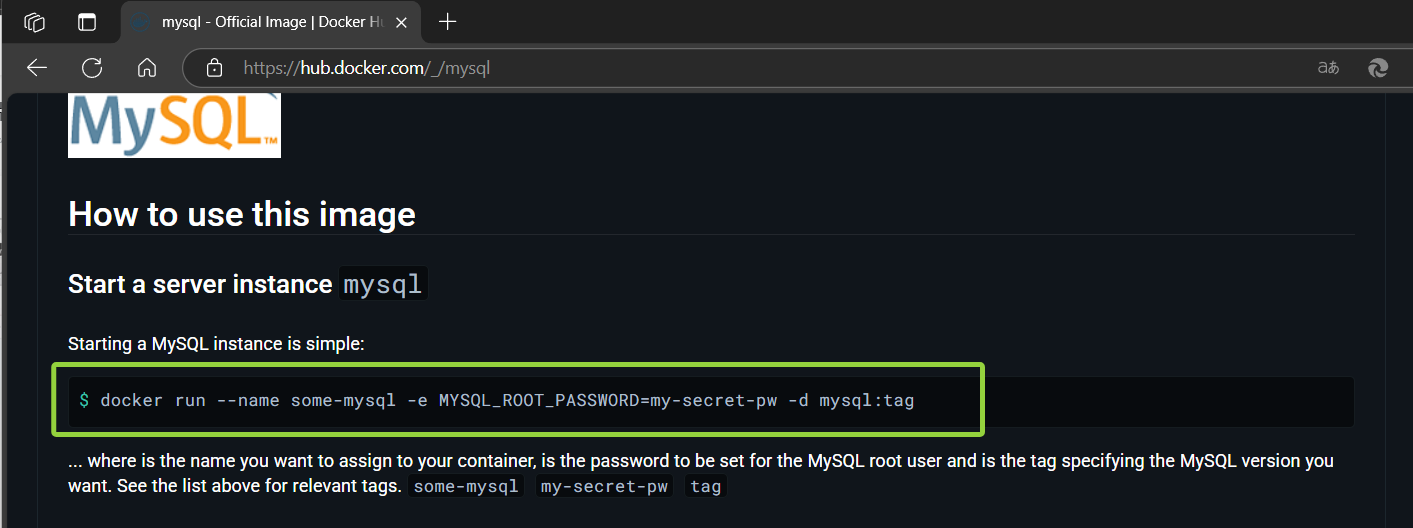 mysql - Official Image | Docker Hu
https://hub.docker.com/_/mysql
aあ
MySQL™
How to use this image
Start a server instance mysql
Starting a MySQL instance is simple:
$ docker run --name some-mysql -e MYSQL_ROOT_PASSWORD=my-secret-pw -d mysql:tag
... where is the name you want to assign to your container, is the password to be set for the MySQL root user and is the tag specifying the MySQL version you
want. See the list above for relevant tags. some-mysql my-secret-pw tag